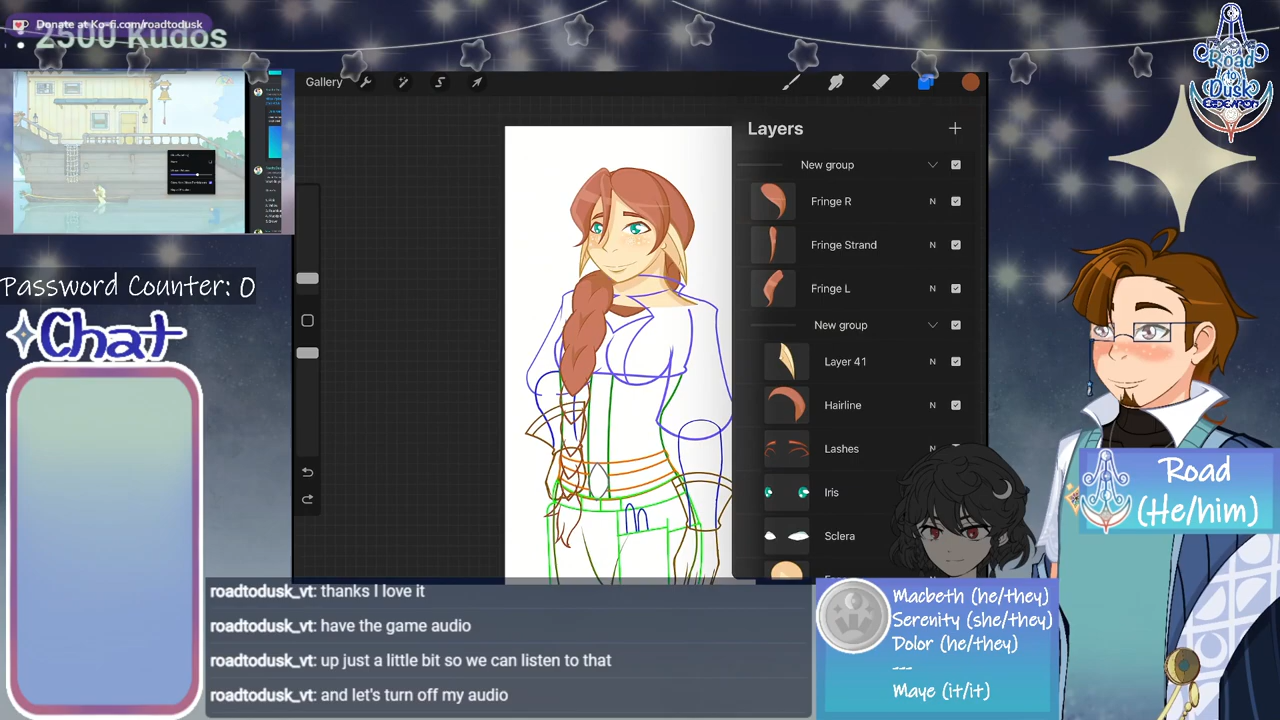 Donate at Ko-fi.com/roadtodusk
: 2500 Kudos
Road
to
Dusk
Gallery
Layers
New group
Fringe R
N
Fringe Strand
N
Fringe L
N
New group
Layer 41
N
Hairline
N
Lashes
N
Iris
N
Sclera
N
Password Counter: 0
Chat
Road
(He/him)
roadtodusk_vt: thanks I love it
roadtodusk_vt: have the game audio
roadtodusk_vt: up just a little bit so we can listen to that
roadtodusk_vt: and let's turn off my audio
Macbeth (he/they)
Serenity (she/they)
Dolor (he/they)
---
Maye (it/it)